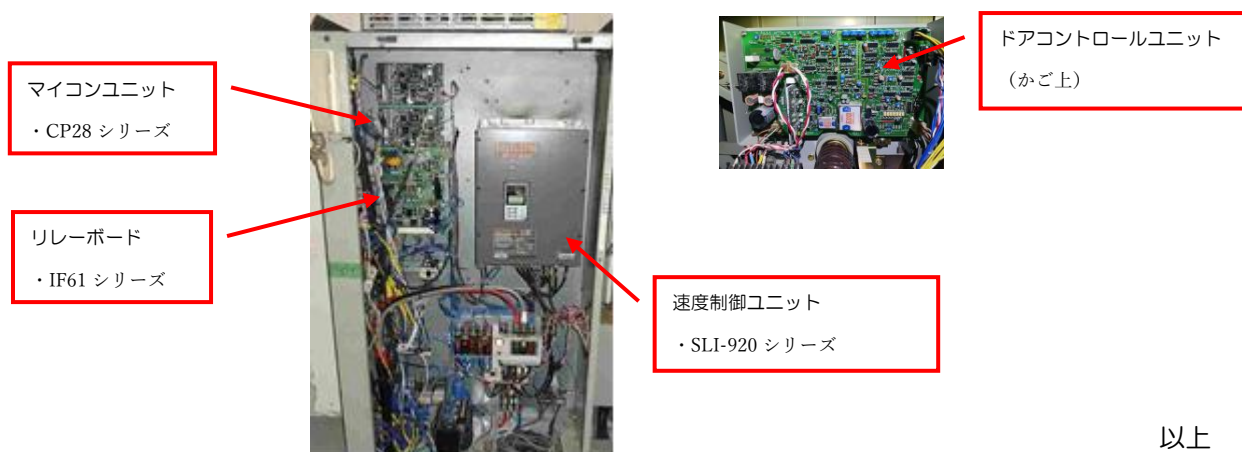 マイコンユニット
・CP28 シリーズ
リレーボード
・IF61 シリーズ
ドアコントロールユニット
（かご上）
速度制御ユニット
・SLI-920 シリーズ
以上